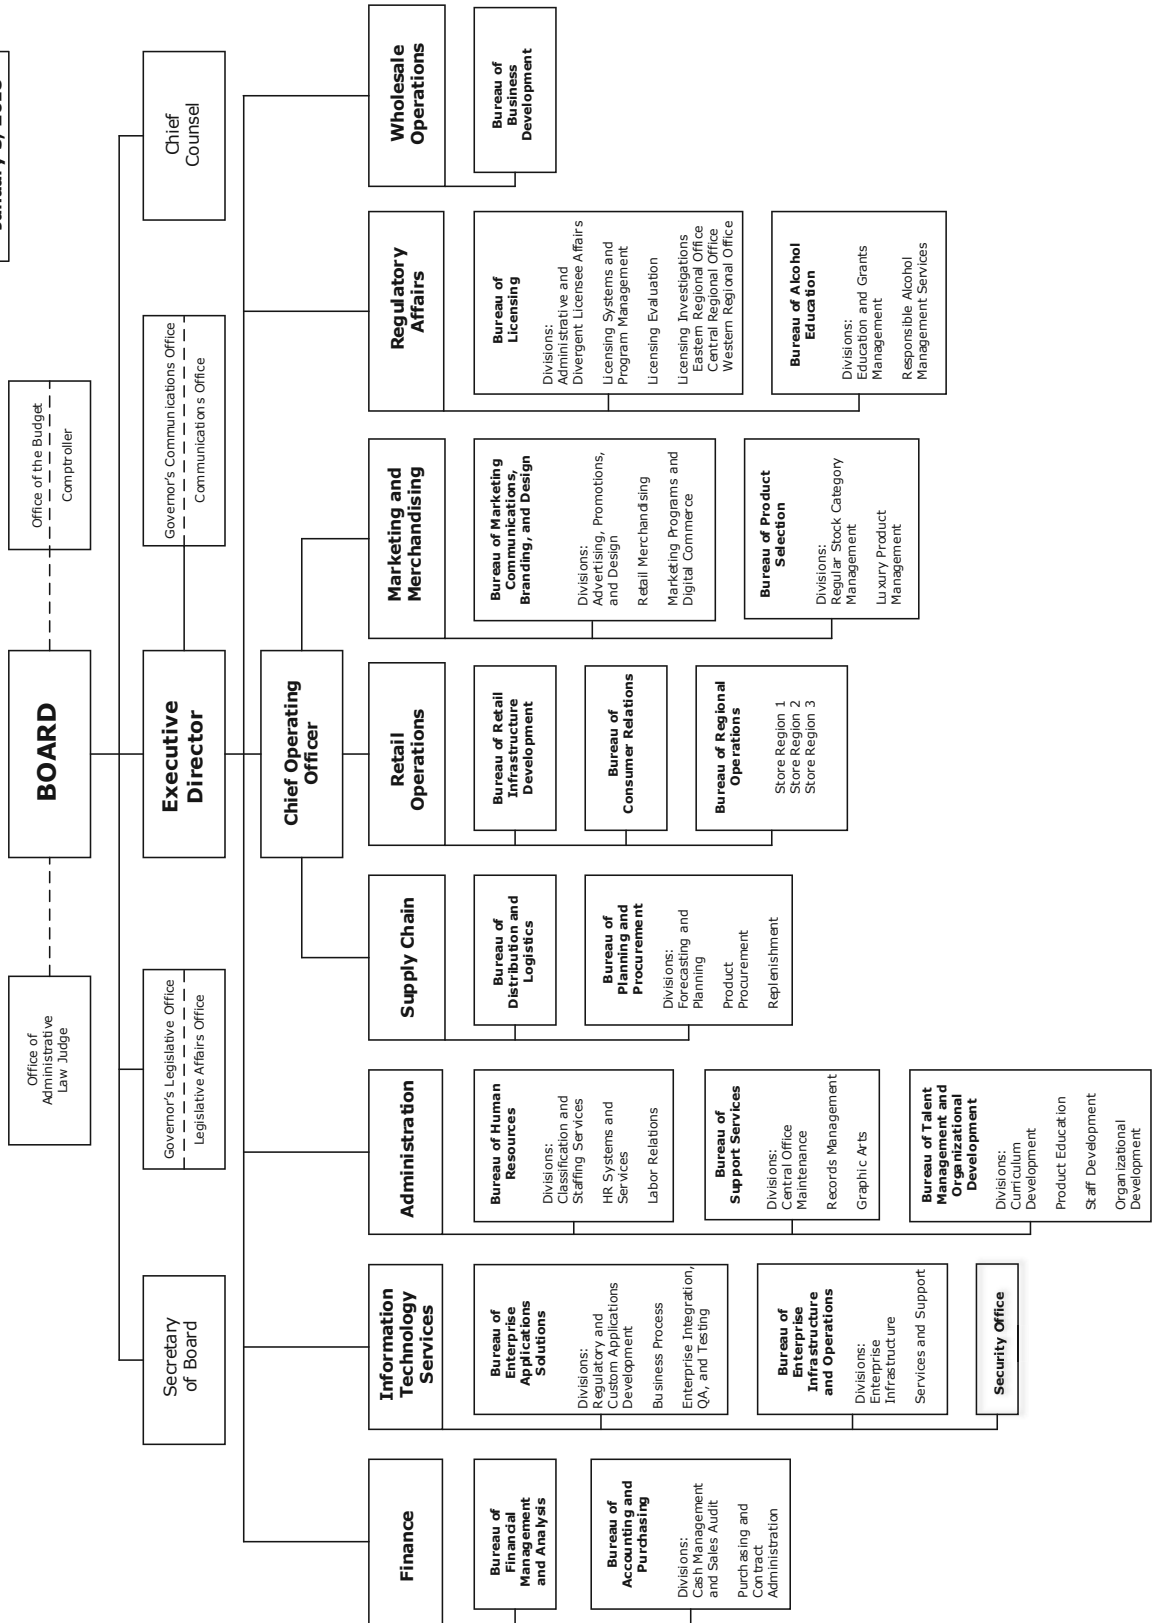 Office of
Administrative
Law Judge
BOARD
Office of the Budget
Comptroller
Secretary
of Board
Governor's Legislative Office
Legislative Affairs Office
Executive
Director
Governor's Communications Office
Communications Office
Chief
Counsel
Chief Operating
Officer
Finance
Bureau of
Financial
Management
and Analysis
Bureau of
Accounting and
Purchasing
Divisions:
Cash Management
and Sales Audit
Purchasing and
Contract
Administration
Information
Technology
Services
Bureau of
Enterprise
Applications
Solutions
Divisions:
Regulatory and
Custom Applications
Development
Business Process
Enterprise Integration,
QA, and Testing
Bureau of
Enterprise
Infrastructure
and Operations
Divisions:
Enterprise
Infrastructure
Services and Support
Security Office
Administration
Bureau of Human
Resources
Divisions:
Classification and
Staffing Services
HR Systems and
Services
Labor Relations
Bureau of
Support Services
Divisions:
Central Office
Maintenance
Records Management
Graphic Arts
Bureau of Talent
Management and
Organizational
Development
Divisions:
Curriculum
Development
Product Education
Staff Development
Organizational
Development
Supply Chain
Bureau of
Distribution and
Logistics
Bureau of
Planning and
Procurement
Divisions:
Forecasting and
Planning
Product
Procurement
Replenishment
Retail
Operations
Bureau of Retail
Infrastructure
Development
Bureau of
Consumer Relations
Bureau of Regional
Operations
Store Region 1
Store Region 2
Store Region 3
Marketing and
Merchandising
Bureau of Marketing
Communications,
Branding, and Design
Divisions:
Advertising, Promotions,
and Design
Retail Merchandising
Marketing Programs and
Digital Commerce
Bureau of Product
Selection
Divisions:
Regular Stock Category
Management
Luxury Product
Management
Regulatory
Affairs
Bureau of
Licensing
Divisions:
Administrative and
Divergent Licensee Affairs
Licensing Systems and
Program Management
Licensing Evaluation
Licensing Investigations
Eastern Regional Office
Central Regional Office
Western Regional Office
Bureau of Alcohol
Education
Divisions:
Education and Grants
Management
Responsible Alcohol
Management Services
Wholesale
Operations
Bureau of
Business
Development